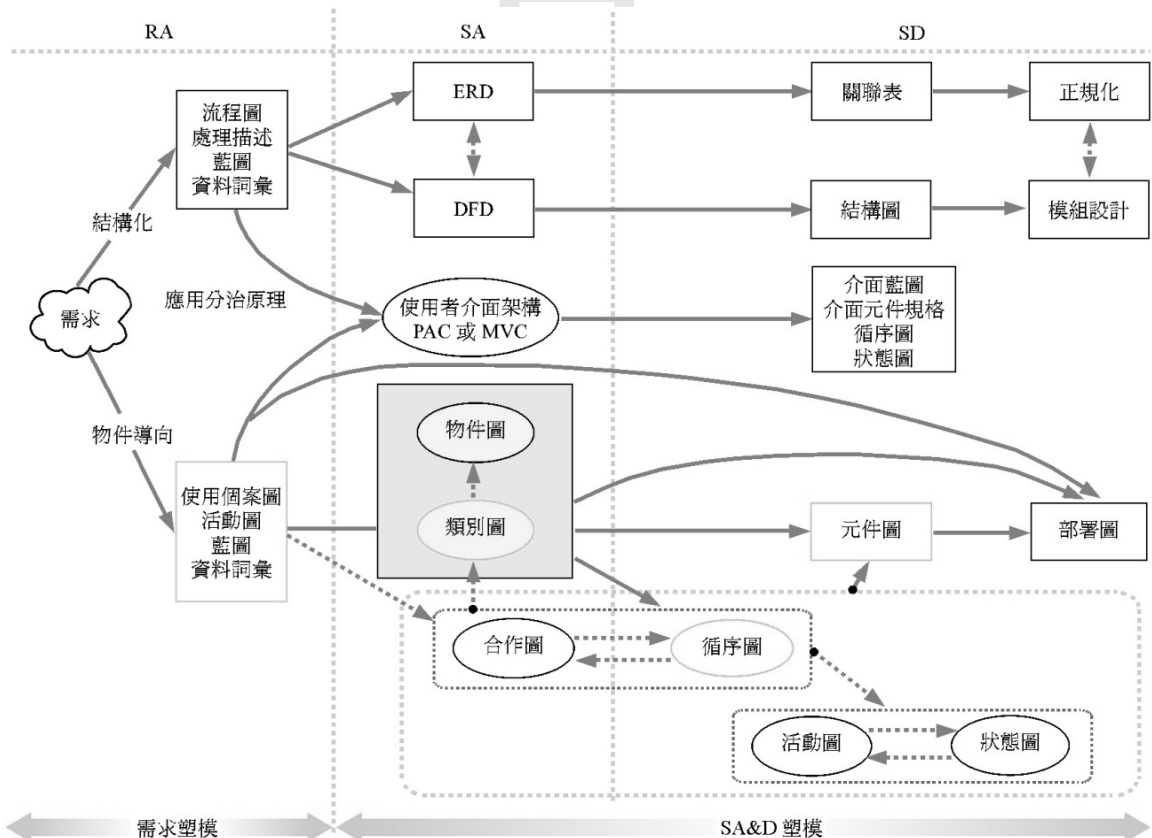 RA
SA
SD
流程圖
處理描述
藍圖
資料詞彙
ERD
關聯表
正規化
DFD
結構圖
模組設計
結構化
應用分治原理
需求
使用者介面架構
PAC 或 MVC
介面藍圖
介面元件規格
循序圖
狀態圖
物件導向
使用個案圖
活動圖
藍圖
資料詞彙
物件圖
類別圖
元件圖
部署圖
合作圖
循序圖
活動圖
狀態圖
需求塑模
SA&D 塑模